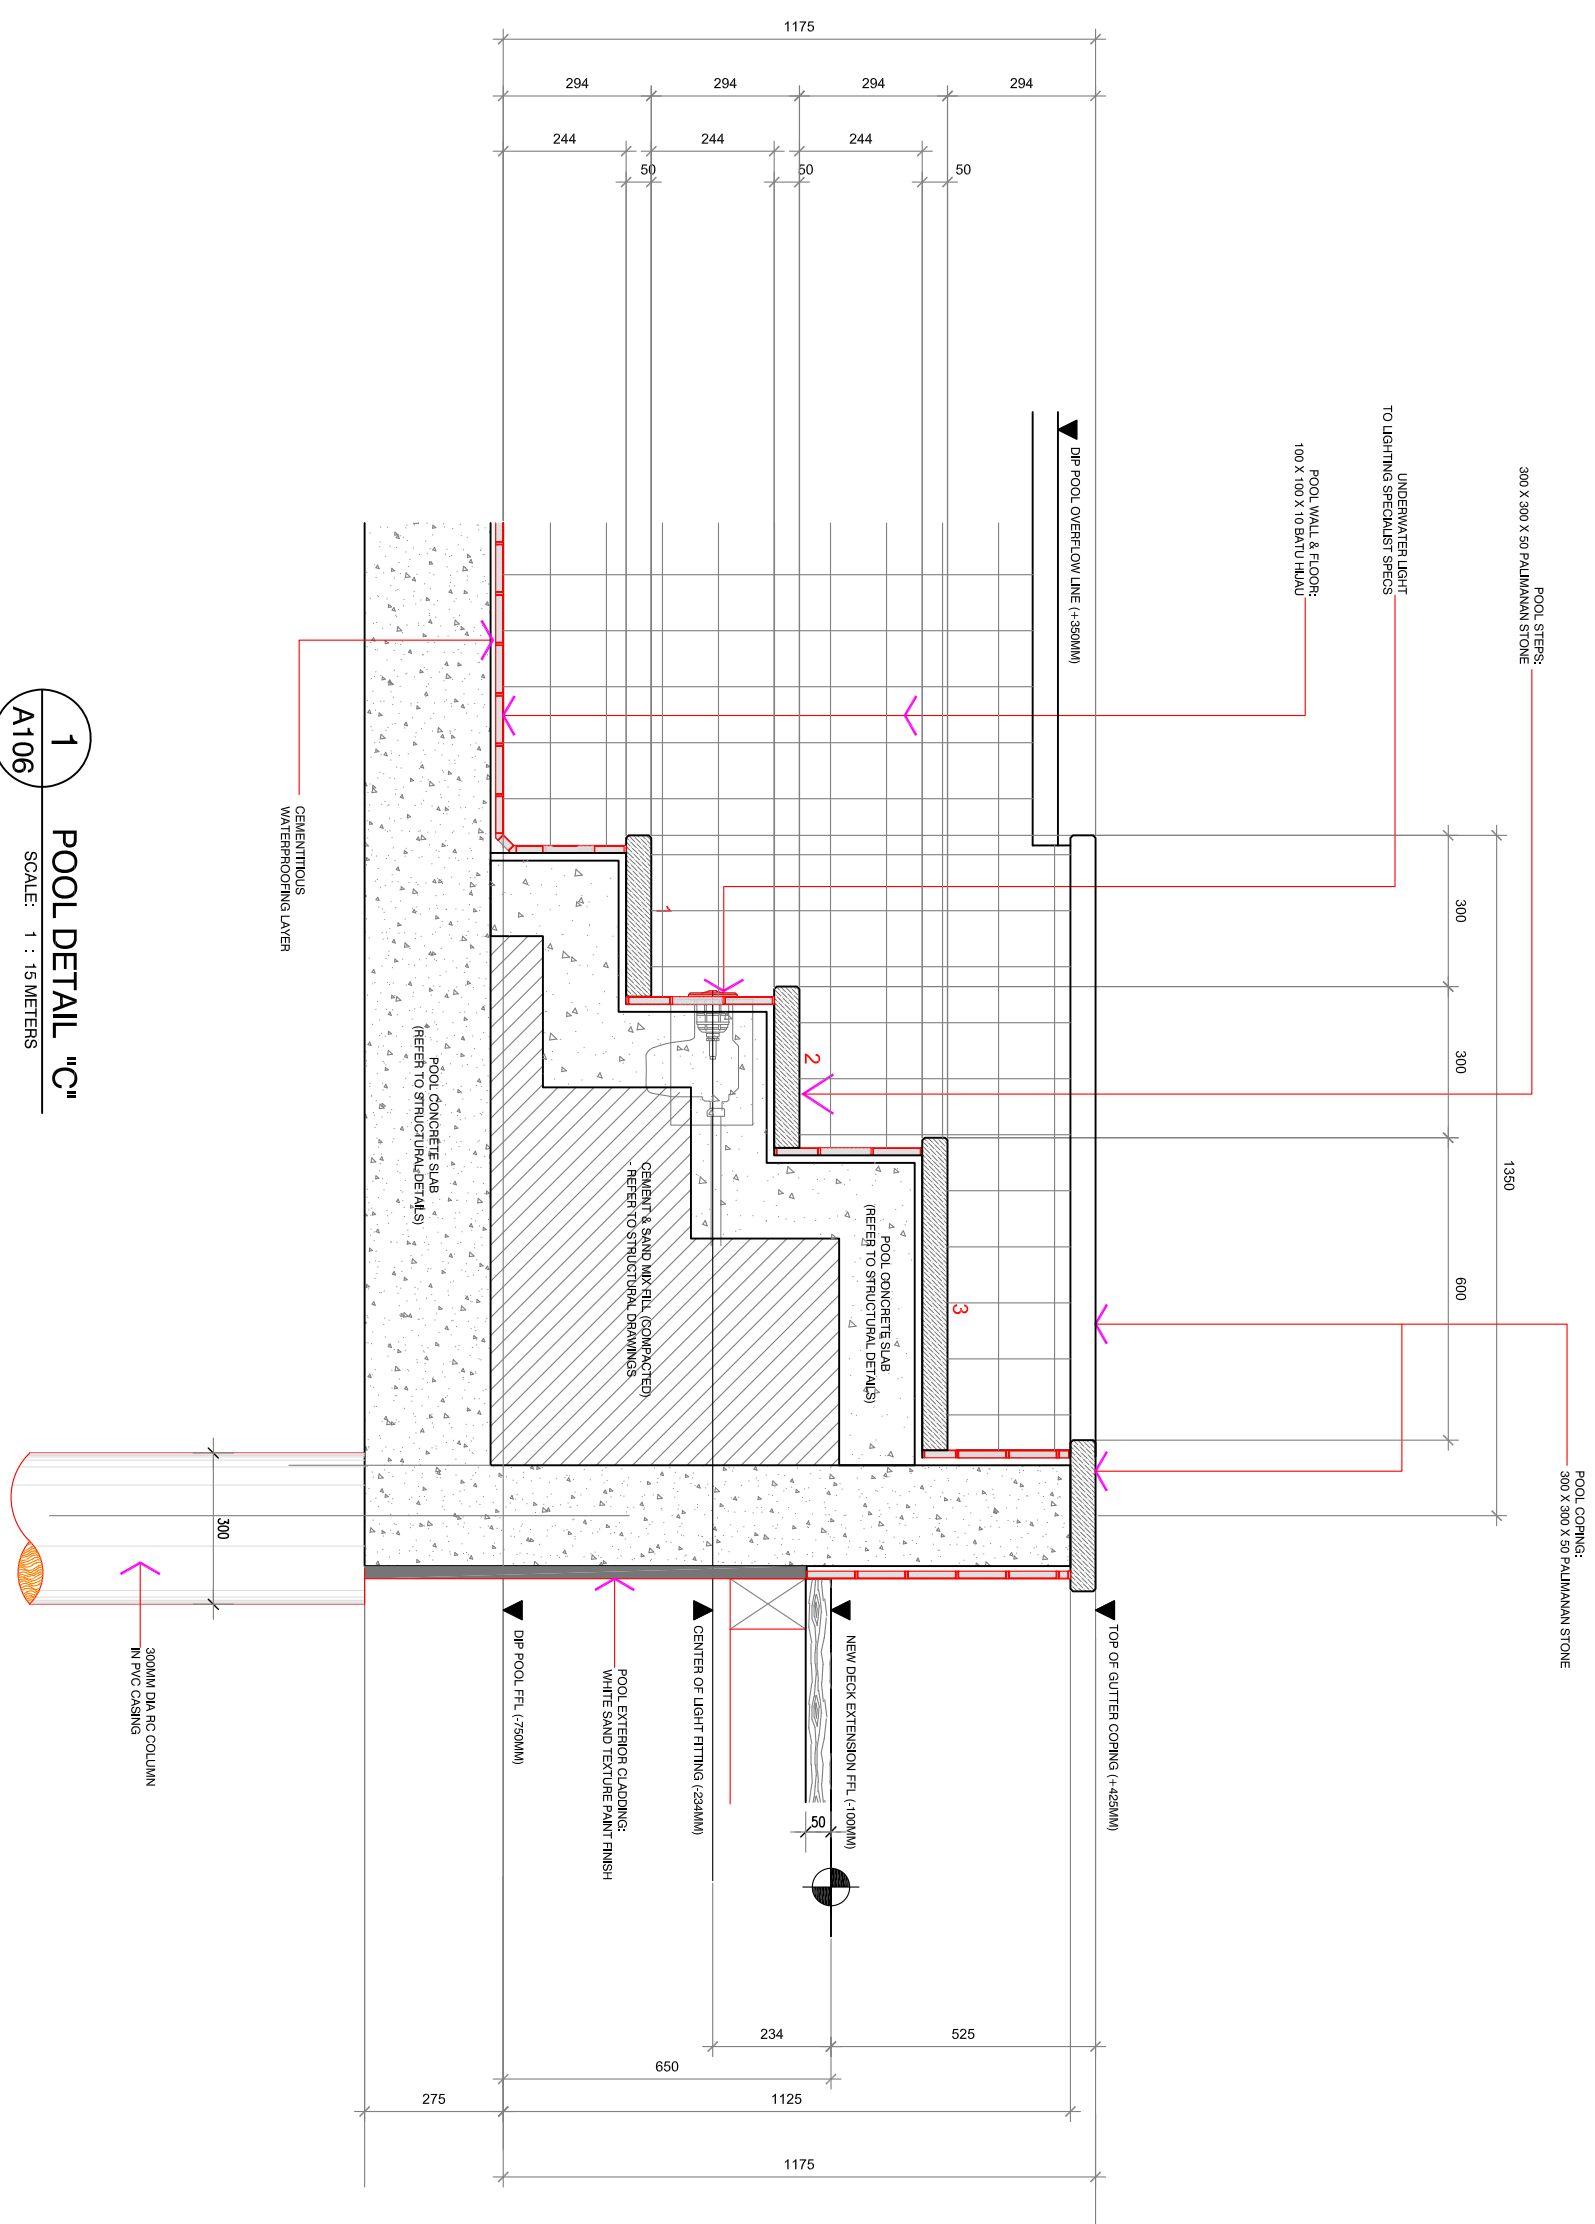 POOL COPING:
300 X 300 X 50 PALIMANAN STONE
POOL STEPS:
300 X 300 X 50 PALIMANAN STONE
UNDERWATER LIGHT
TO LIGHTING SPECIALIST SPECS
POOL WALL & FLOOR:
100 X 100 X 10 BATU HIJAU
1350
300
300
600
DIP POOL OVERFLOW LINE (+350MM)
TOP OF GUTTER COPING (+425MM)
NEW DECK EXTENSION FFL (-100MM)
CENTER OF LIGHT FITTING (-234MM)
POOL EXTERIOR CLADDING:
WHITE SAND TEXTURE PAINT FINISH
DIP POOL FFL (-750MM)
300MM DIA RC COLUMN
IN PVC CASING
1175
294
294
294
294
244
244
244
50
50
50
1
2
3
POOL CONCRETE SLAB
(REFER TO STRUCTURAL DETAILS)
CEMENT & SAND MIX FILL (COMPACTED)
- REFER TO STRUCTURAL DRAWINGS
POOL CONCRETE SLAB
(REFER TO STRUCTURAL DETAILS)
CEMENTITIOUS
WATERPROOFING LAYER
300
50
234
525
650
275
1125
1175
1
A106
POOL DETAIL "C"
SCALE: 1 : 15 METERS